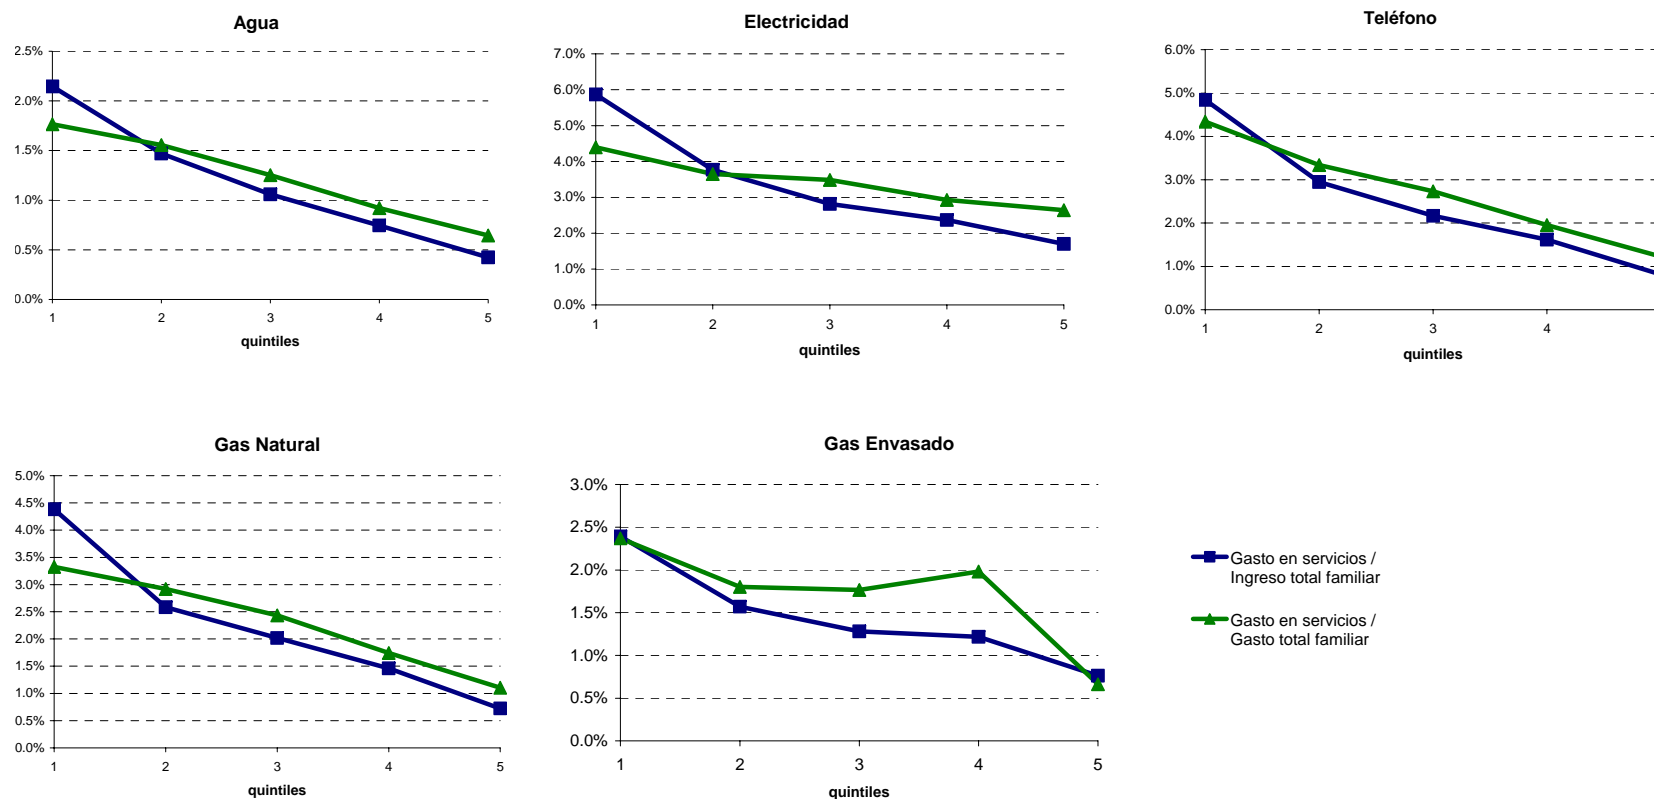 Agua
2.5%
2.0%
1.5%
1.0%
0.5%
0.0%
1 2 3 4 5
quintiles
Electricidad
7.0%
6.0%
5.0%
4.0%
3.0%
2.0%
1.0%
0.0%
1 2 3 4 5
quintiles
Teléfono
6.0%
5.0%
4.0%
3.0%
2.0%
1.0%
0.0%
1 2 3 4
quintiles
Gas Natural
5.0%
4.5%
4.0%
3.5%
3.0%
2.5%
2.0%
1.5%
1.0%
0.5%
0.0%
1 2 3 4 5
quintiles
Gas Envasado
3.0%
2.5%
2.0%
1.5%
1.0%
0.5%
0.0%
1 2 3 4 5
quintiles
Gasto en servicios /
Ingreso total familiar
Gasto en servicios /
Gasto total familiar